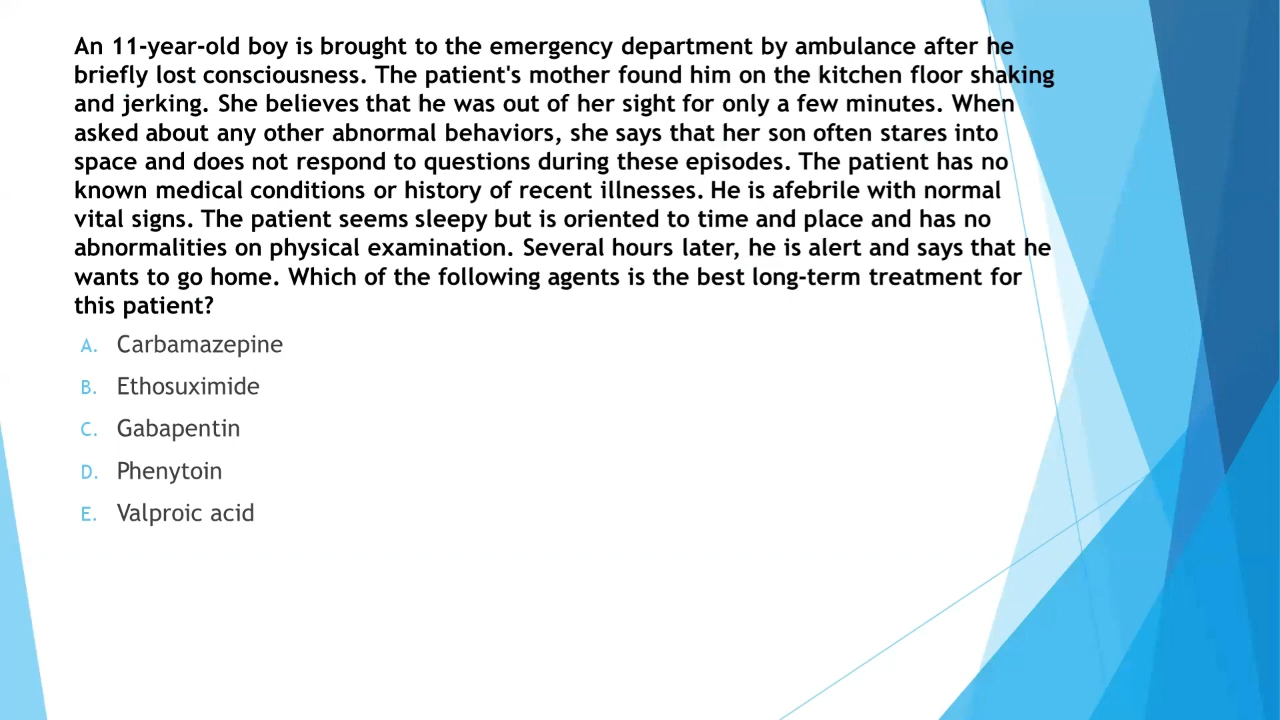 An 11-year-old boy is brought to the emergency department by ambulance after he
briefly lost consciousness. The patient's mother found him on the kitchen floor shaking
and jerking. She believes that he was out of her sight for only a few minutes. When
asked about any other abnormal behaviors, she says that her son often stares into
space and does not respond to questions during these episodes. The patient has no
known medical conditions or history of recent illnesses. He is afebrile with normal
vital signs. The patient seems sleepy but is oriented to time and place and has no
abnormalities on physical examination. Several hours later, he is alert and says that he
wants to go home. Which of the following agents is the best long-term treatment for
this patient?
A. Carbamazepine
B. Ethosuximide
C. Gabapentin
D. Phenytoin
E. Valproic acid